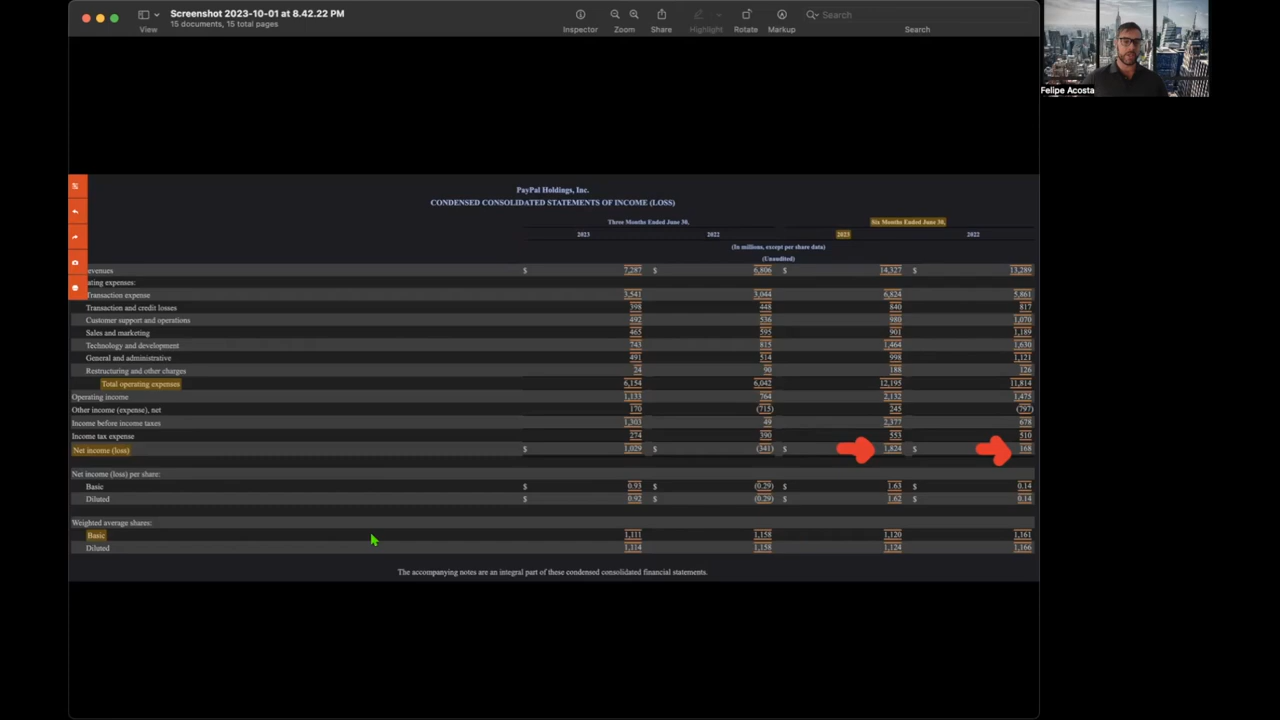 Screenshot 2023-10-01 at 8.42.22 PM
15 documents, 15 total pages
View
Inspector
Zoom
Share
Highlight
Rotate
Markup
Search
Search
Felipe Acosta
PayPal Holdings, Inc.
CONDENSED CONSOLIDATED STATEMENTS OF INCOME (LOSS)
Three Months Ended June 30, Six Months Ended June 30,
2023 2022 2023 2022
(In millions, except per share data)
(Unaudited)
evenues $ 7,287 $ 6,806 $ 14,327 $ 13,289
ating expenses:
Transaction expense 3,541 3,044 6,824 5,861
Transaction and credit losses 398 448 840 817
Customer support and operations 492 536 980 1,070
Sales and marketing 465 595 901 1,189
Technology and development 743 815 1,464 1,630
General and administrative 491 514 998 1,121
Restructuring and other charges 24 90 188 126
Total operating expenses 6,154 6,042 12,195 11,814
Operating income 1,133 764 2,132 1,475
Other income (expense), net 170 (715) 245 (797)
Income before income taxes 1,303 49 2,377 678
Income tax expense 274 390 553 510
Net income (loss) $ 1,029 $ (341) $ 1,824 $ 168
Net income (loss) per share:
Basic $ 0.93 $ (0.29) $ 1.63 $ 0.14
Diluted $ 0.92 $ (0.29) $ 1.62 $ 0.14
Weighted average shares:
Basic 1,111 1,158 1,120 1,161
Diluted 1,114 1,158 1,124 1,166
The accompanying notes are an integral part of these condensed consolidated financial statements.